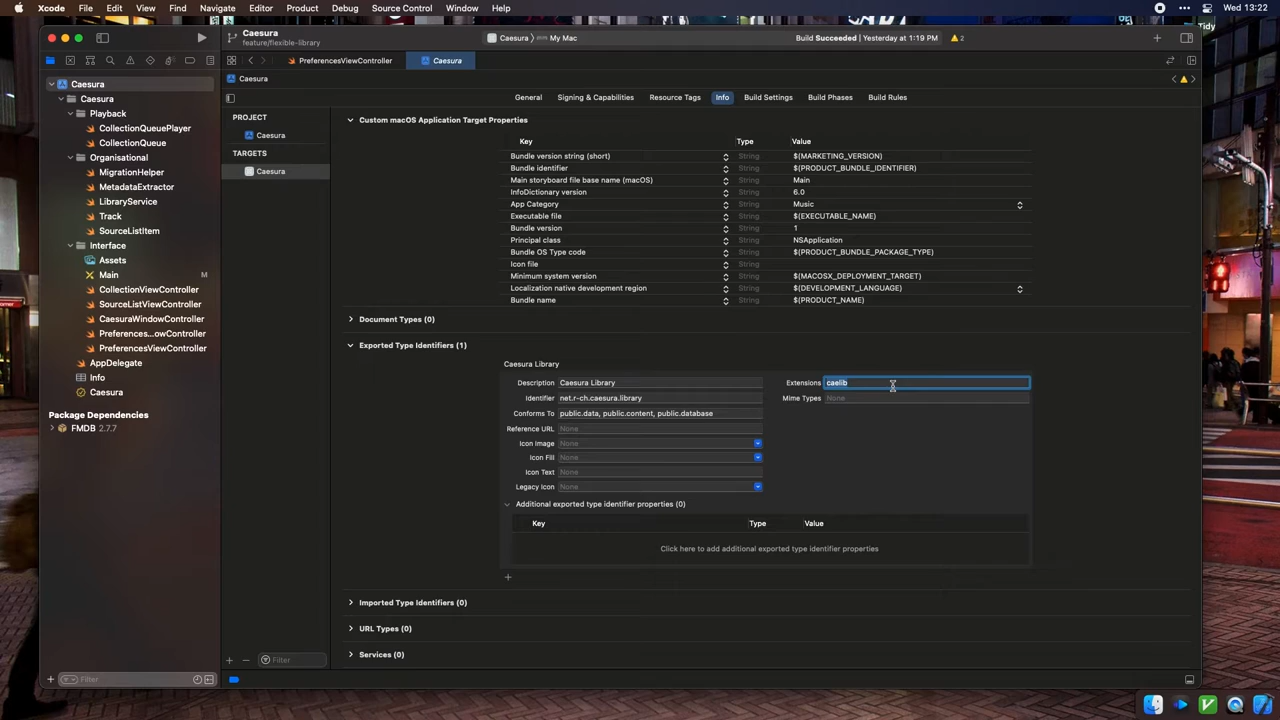 Xcode File Edit View Find Navigate Editor Product Debug Source Control Window Help
Wed 10 Nov 13:22
Tidy
Caesura
feature/flexible-library
Caesura My Mac
Build Succeeded | Yesterday at 1:19 PM
2
PreferencesViewController
Caesura
Caesura
Caesura
General Signing & Capabilities Resource Tags Info Build Settings Build Phases Build Rules
Caesura
Playback
CollectionQueuePlayer
CollectionQueue
Organisational
MigrationHelper
MetadataExtractor
LibraryService
Track
SourceListItem
Interface
Assets
Main M
CollectionViewController
SourceListViewController
CaesuraWindowController
Preferences...owController
PreferencesViewController
AppDelegate
Info
Caesura
Package Dependencies
FMDB 2.7.7
Filter
PROJECT
Caesura
TARGETS
Caesura
Filter
Custom macOS Application Target Properties
Key Type Value
Bundle version string (short) String $(MARKETING_VERSION)
Bundle identifier String $(PRODUCT_BUNDLE_IDENTIFIER)
Main storyboard file base name (macOS) String Main
InfoDictionary version String 6.0
App Category String Music
Executable file String $(EXECUTABLE_NAME)
Bundle version String 1
Principal class String NSApplication
Bundle OS Type code String $(PRODUCT_BUNDLE_PACKAGE_TYPE)
Icon file String
Minimum system version String $(MACOSX_DEPLOYMENT_TARGET)
Localization native development region String $(DEVELOPMENT_LANGUAGE)
Bundle name String $(PRODUCT_NAME)
Document Types (0)
Exported Type Identifiers (1)
Caesura Library
Description Caesura Library Extensions caelib
Identifier net.r-ch.caesura.library Mime Types None
Conforms To public.data, public.content, public.database
Reference URL None
Icon Image None
Icon Fill None
Icon Text None
Legacy Icon None
Additional exported type identifier properties (0)
Key Type Value
Click here to add additional exported type identifier properties
Imported Type Identifiers (0)
URL Types (0)
Services (0)